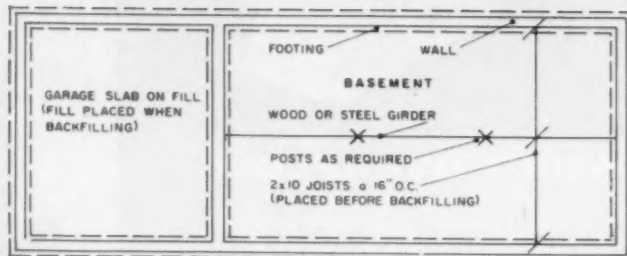 FOOTING
WALL
BASEMENT
GARAGE SLAB ON FILL
(FILL PLACED WHEN
BACKFILLING)
WOOD OR STEEL GIRDER
POSTS AS REQUIRED
2x10 JOISTS a 16" O.C.
(PLACED BEFORE BACKFILLING)